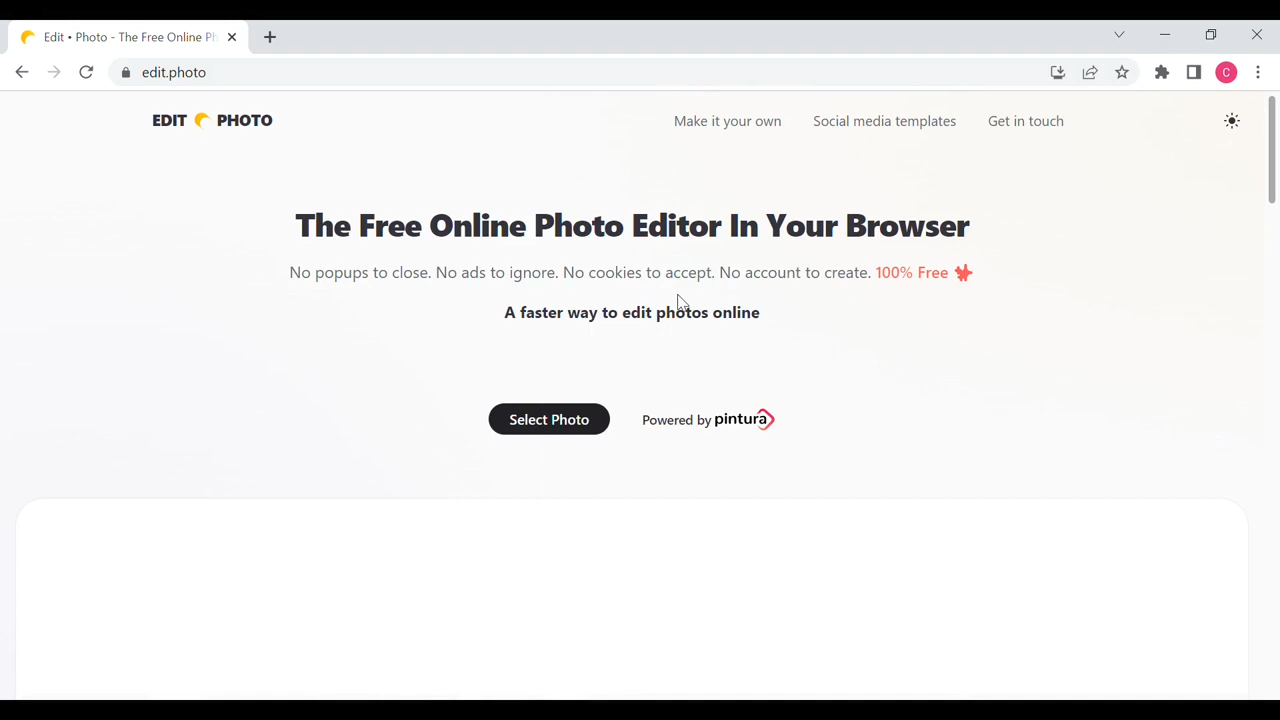 Edit • Photo - The Free Online Ph
edit.photo
C
EDIT PHOTO
Make it your own
Social media templates
Get in touch
The Free Online Photo Editor In Your Browser
No popups to close. No ads to ignore. No cookies to accept. No account to create. 100% Free
A faster way to edit photos online
Select Photo
Powered by pintura